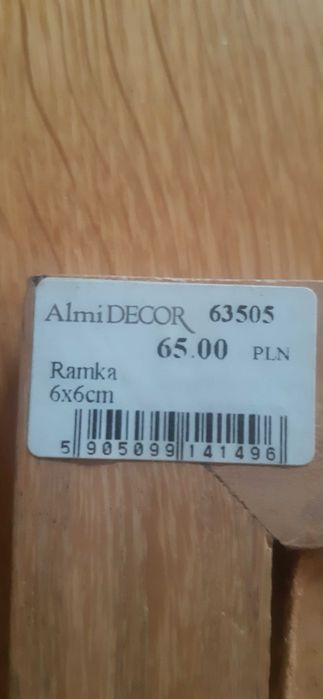 AlmiDECOR 63505
65.00 PLN
Ramka
6x6cm
5 905099 141496